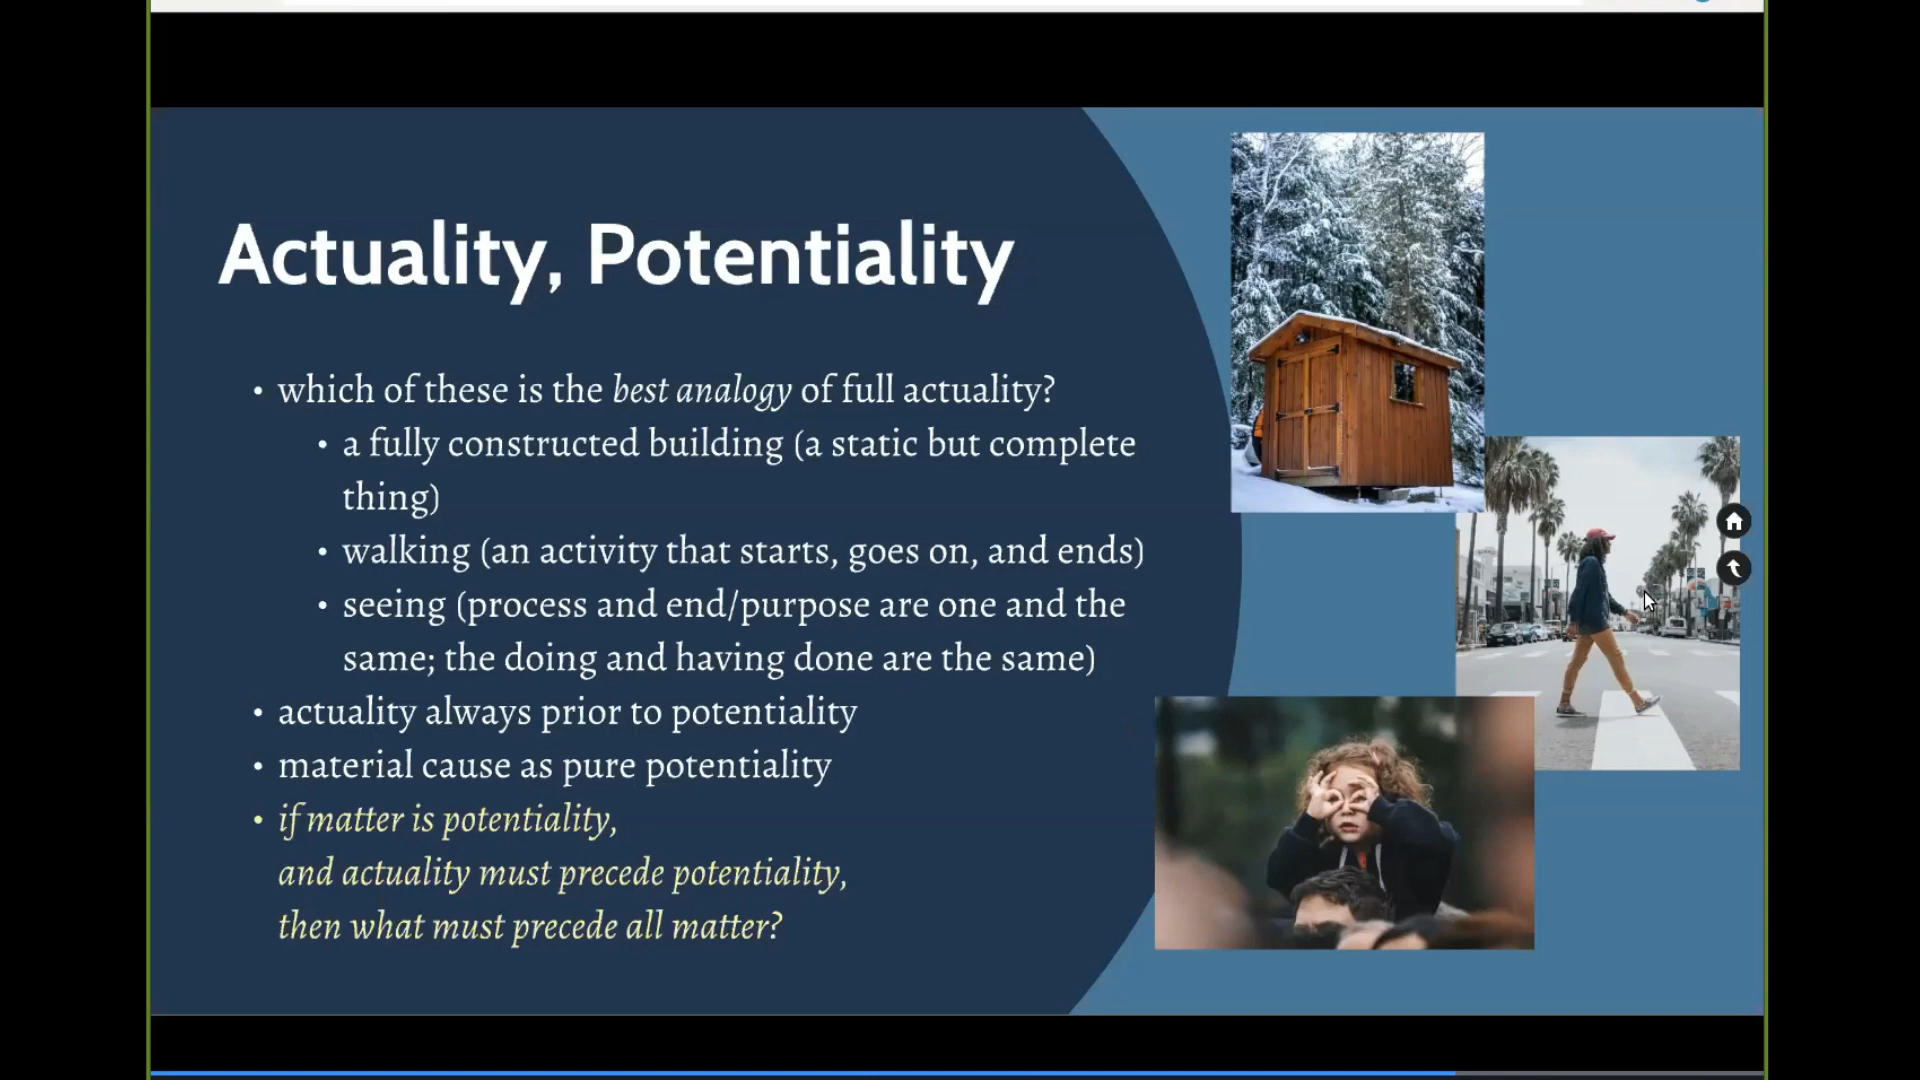 Actuality, Potentiality
• which of these is the best analogy of full actuality?
• a fully constructed building (a static but complete
thing)
• walking (an activity that starts, goes on, and ends)
• seeing (process and end/purpose are one and the
same; the doing and having done are the same)
• actuality always prior to potentiality
• material cause as pure potentiality
• if matter is potentiality,
and actuality must precede potentiality,
then what must precede all matter?